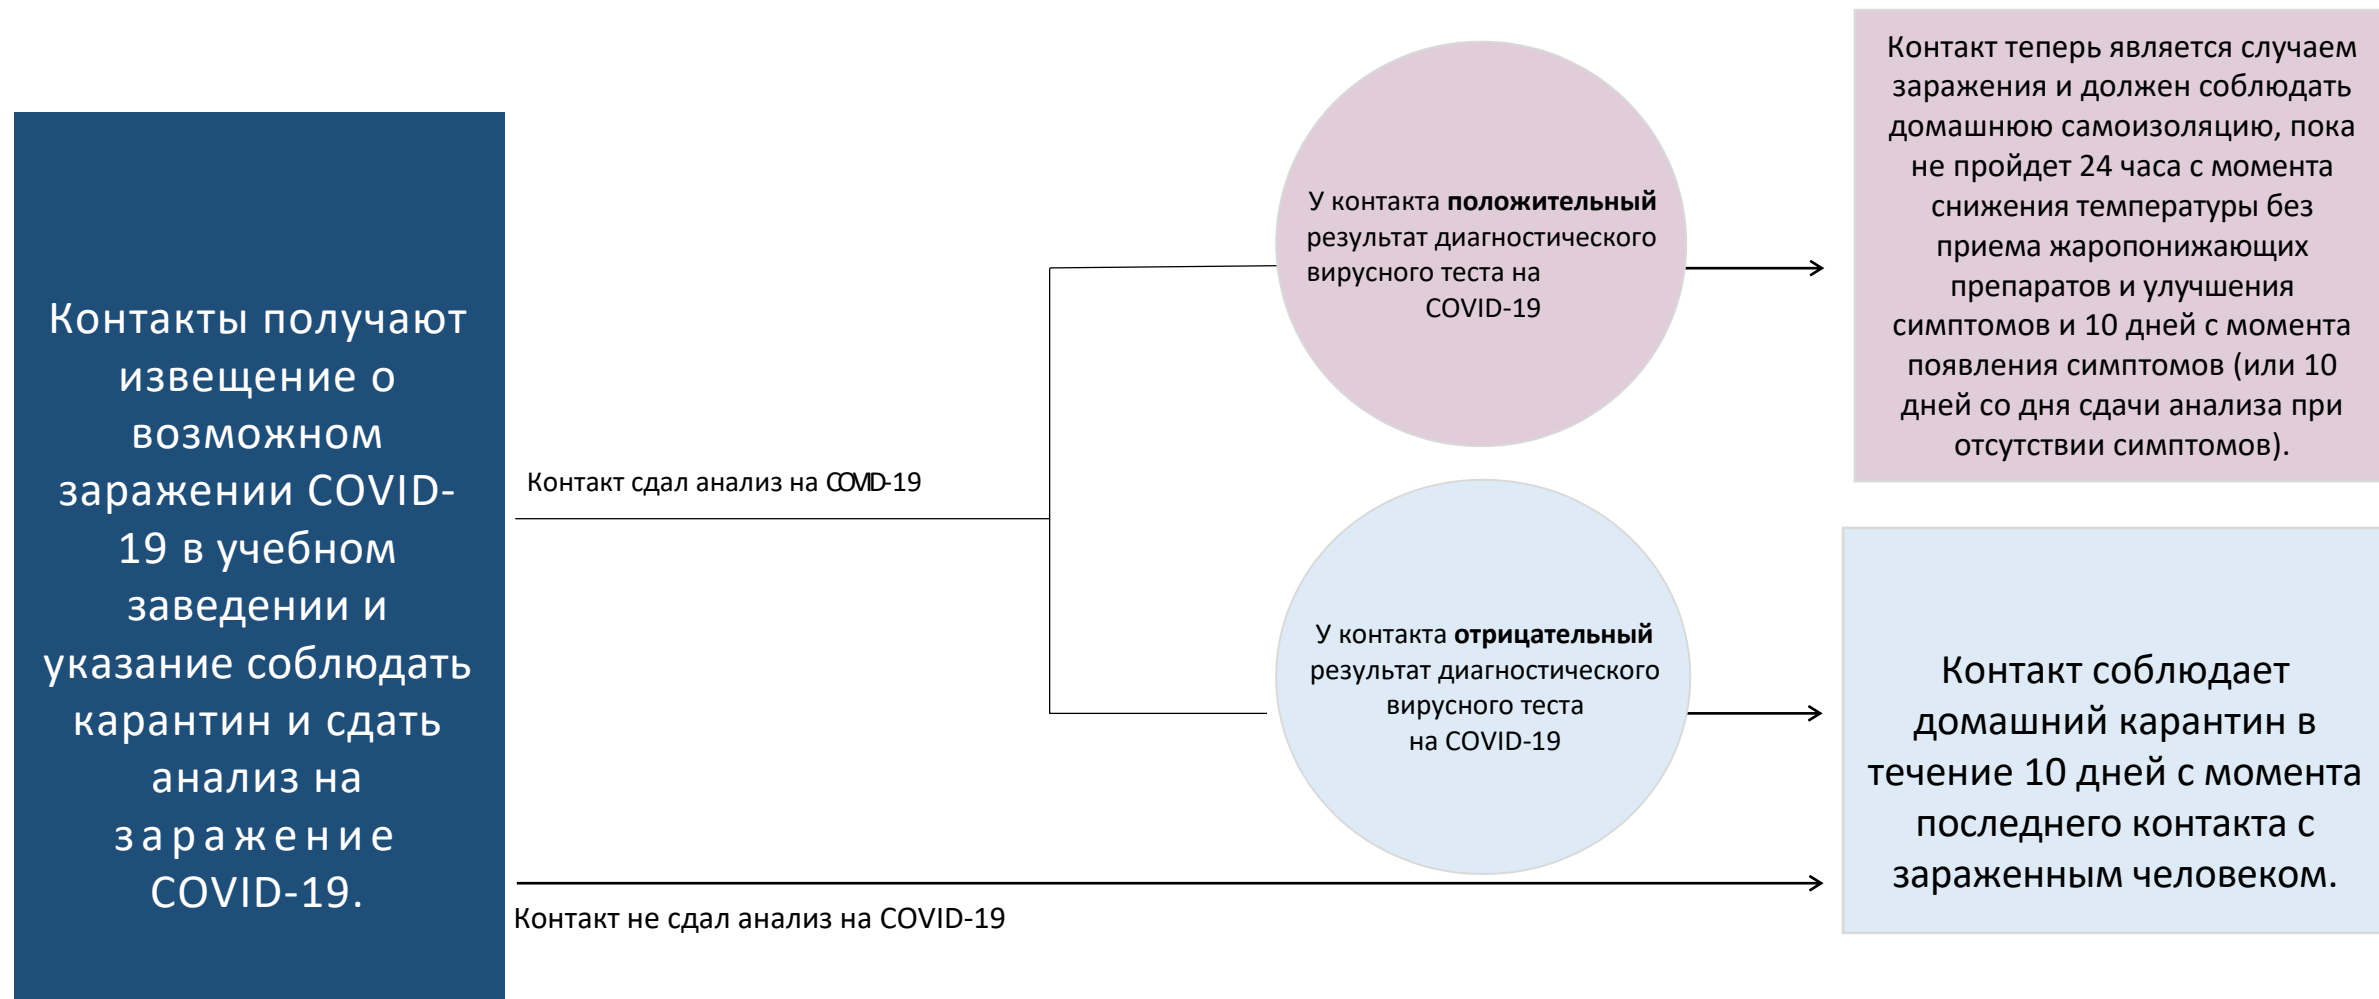 Контакты получают
извещение о
возможном
заражении COVID-
19 в учебном
заведении и
указание соблюдать
карантин и сдать
анализ на
заражение
COVID-19.
Контакт сдал анализ на COVID-19
У контакта положительный
результат диагностического
вирусного теста на
COVID-19
Контакт теперь является случаем
заражения и должен соблюдать
домашнюю самоизоляцию, пока
не пройдет 24 часа с момента
снижения температуры без
приема жаропонижающих
препаратов и улучшения
симптомов и 10 дней с момента
появления симптомов (или 10
дней со дня сдачи анализа при
отсутствии симптомов).
У контакта отрицательный
результат диагностического
вирусного теста
на COVID-19
Контакт соблюдает
домашний карантин в
течение 10 дней с момента
последнего контакта с
зараженным человеком.
Контакт не сдал анализ на COVID-19